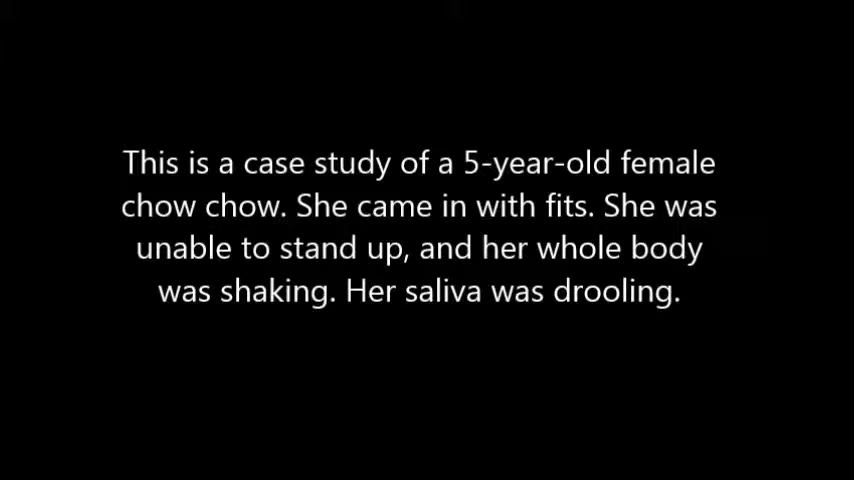 This is a case study of a 5-year-old female
chow chow. She came in with fits. She was
unable to stand up, and her whole body
was shaking. Her saliva was drooling.